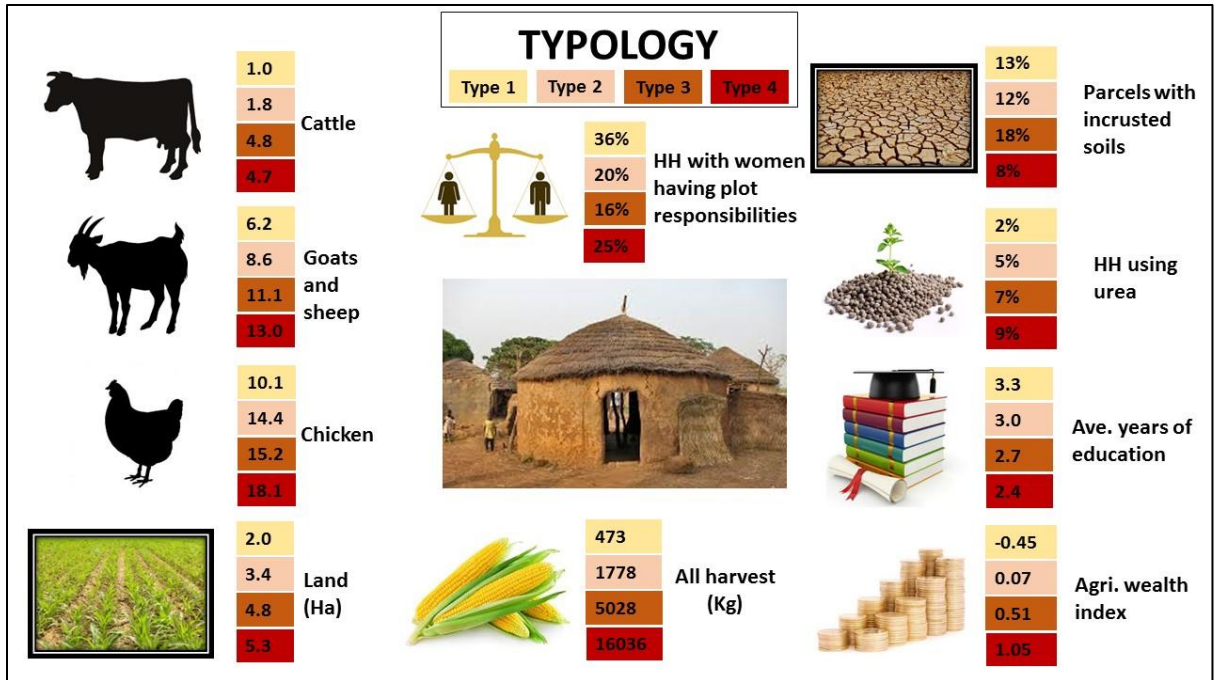 TYPOLOGY
Type 1
Type 2
Type 3
Type 4
1.0
1.8
4.8
4.7
Cattle
6.2
8.6
11.1
13.0
Goats
and
sheep
10.1
14.4
15.2
18.1
Chicken
2.0
3.4
4.8
5.3
Land
(Ha)
36%
20%
16%
25%
HH with women
having plot
responsibilities
473
1778
5028
16036
All harvest
(Kg)
13%
12%
18%
8%
Parcels with
incrusted
soils
2%
5%
7%
9%
HH using
urea
3.3
3.0
2.7
2.4
Ave. years of
education
-0.45
0.07
0.51
1.05
Agri. wealth
index